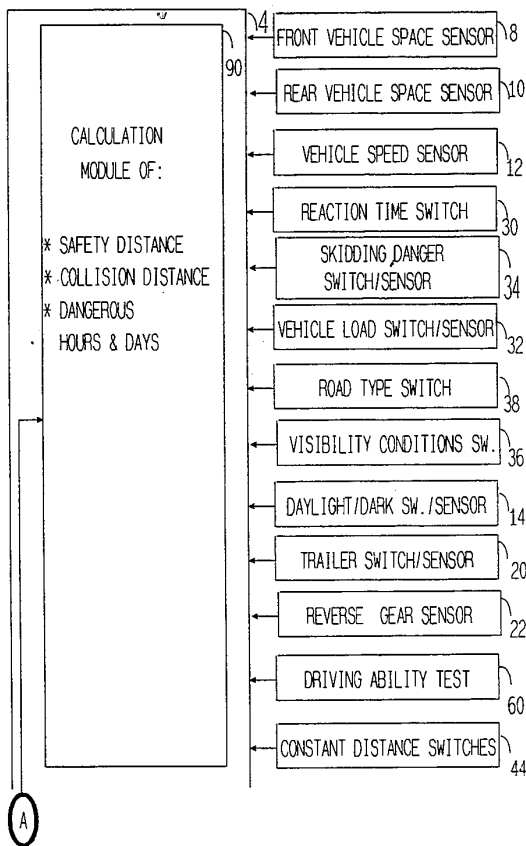 4
90
CALCULATION
MODULE OF:
* SAFETY DISTANCE
* COLLISION DISTANCE
* DANGEROUS
HOURS & DAYS
FRONT VEHICLE SPACE SENSOR
8
REAR VEHICLE SPACE SENSOR
10
VEHICLE SPEED SENSOR
12
REACTION TIME SWITCH
30
SKIDDING DANGER
SWITCH/SENSOR
34
VEHICLE LOAD SWITCH/SENSOR
32
ROAD TYPE SWITCH
38
VISIBILITY CONDITIONS SW.
36
DAYLIGHT/DARK SW./SENSOR
14
TRAILER SWITCH/SENSOR
20
REVERSE GEAR SENSOR
22
DRIVING ABILITY TEST
60
CONSTANT DISTANCE SWITCHES
44
A